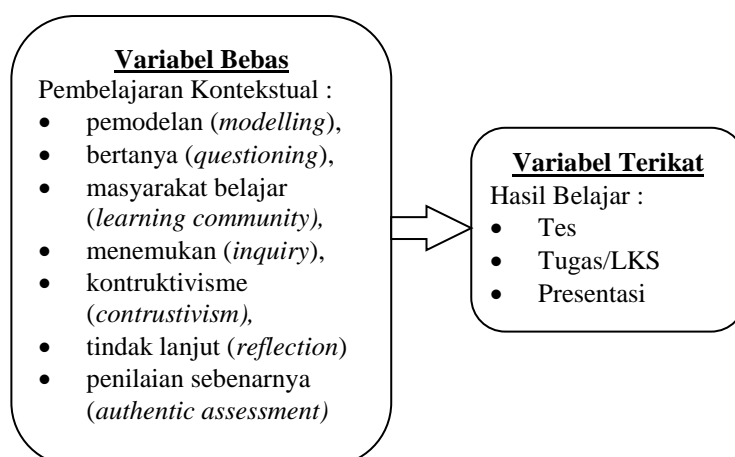 Variabel Bebas
Pembelajaran Kontekstual :
• pemodelan (modelling),
• bertanya (questioning),
• masyarakat belajar
(learning community),
• menemukan (inquiry),
• kontruktivisme
(contrustivism),
• tindak lanjut (reflection)
• penilaian sebenarnya
(authentic assessment)
Variabel Terikat
Hasil Belajar :
• Tes
• Tugas/LKS
• Presentasi